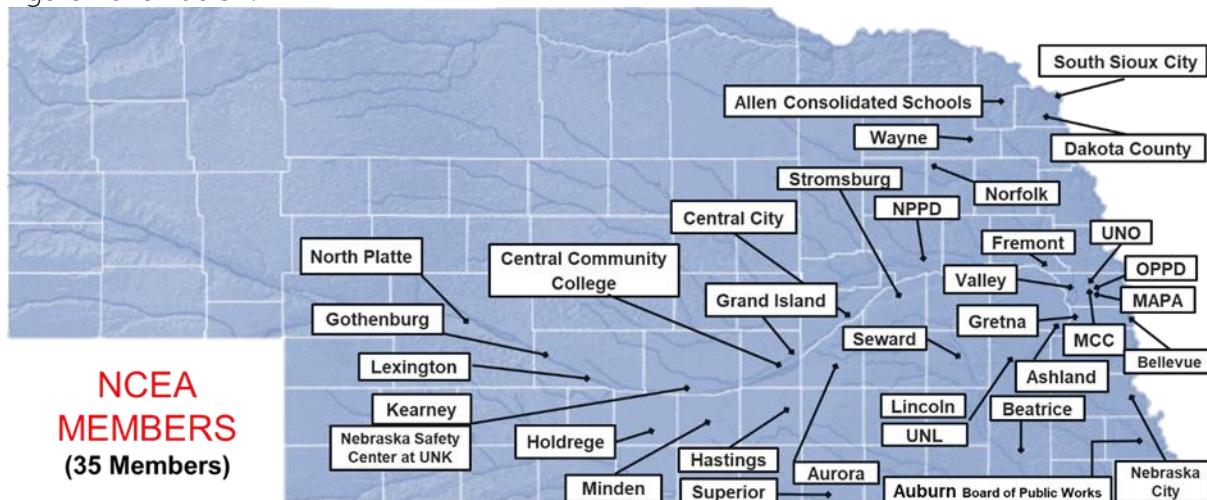 South Sioux City
Allen Consolidated Schools
Wayne
Dakota County
Stromsburg
Norfolk
NPPD
Central City
UNO
Fremont
North Platte
Central Community
College
OPPD
Valley
Grand Island
MAPA
Gothenburg
Gretna
Seward
MCC
Bellevue
Lexington
Ashland
NCEA
MEMBERS
(35 Members)
Kearney
Lincoln
Beatrice
Nebraska Safety
Center at UNK
Holdrege
UNL
Hastings
Aurora
Nebraska
City
Minden
Superior
Auburn Board of Public Works